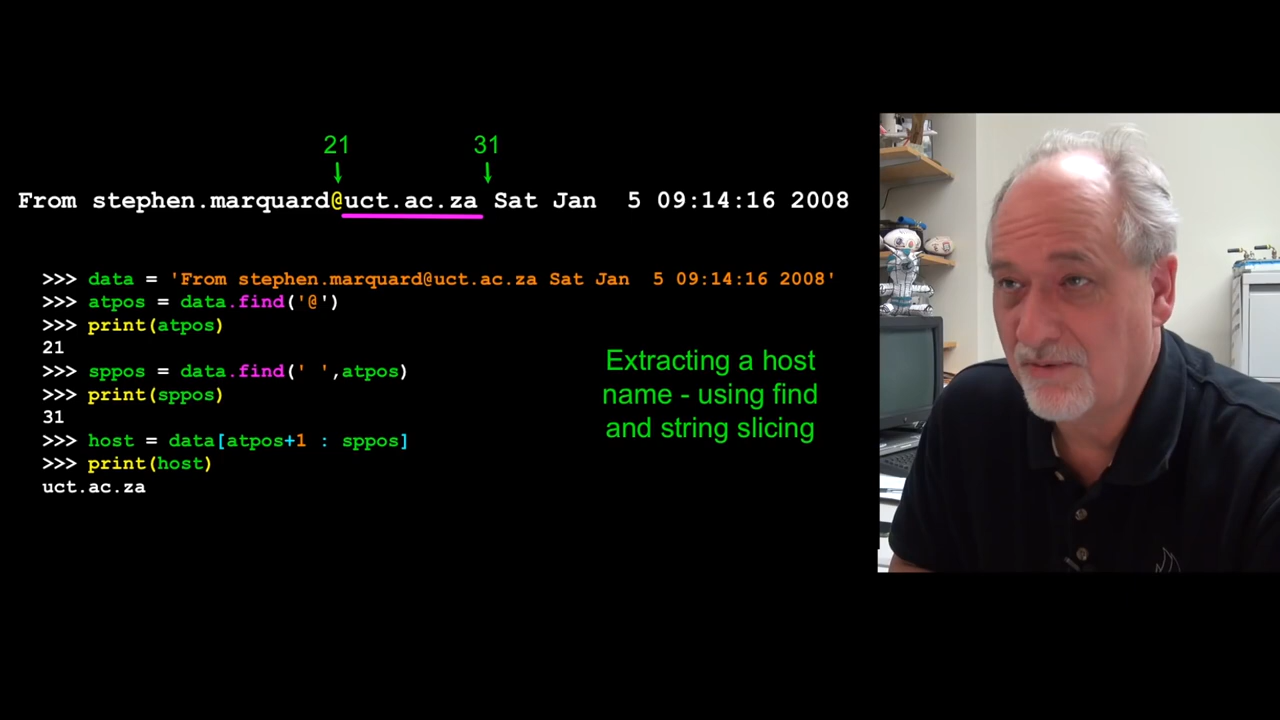 21 31
From stephen.marquard@uct.ac.za Sat Jan  5 09:14:16 2008
>>> data = 'From stephen.marquard@uct.ac.za Sat Jan  5 09:14:16 2008'
>>> atpos = data.find('@')
>>> print(atpos)
21
>>> sppos = data.find(' ',atpos)
>>> print(sppos)
31
>>> host = data[atpos+1 : sppos]
>>> print(host)
uct.ac.za
Extracting a host
name - using find
and string slicing